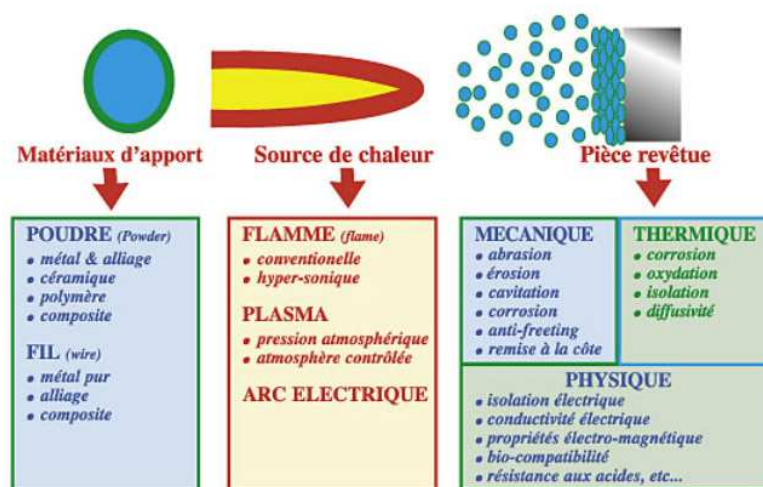 Matériaux d'apport
Source de chaleur
Pièce revêtue
POUDRE (Powder)
• métal & alliage
• céramique
• polymère
• composite
FIL (wire)
• métal pur
• alliage
• composite
FLAMME (flame)
• conventionelle
• hyper-sonique
PLASMA
• pression atmosphérique
• atmosphère contrôlée
ARC ELECTRIQUE
MECANIQUE
• abrasion
• érosion
• cavitation
• corrosion
• anti-freeting
• remise à la côte
THERMIQUE
• corrosion
• oxydation
• isolation
• diffusivité
PHYSIQUE
• isolation électrique
• conductivité électrique
• propriétés électro-magnétique
• bio-compatibilité
• résistance aux acides, etc...